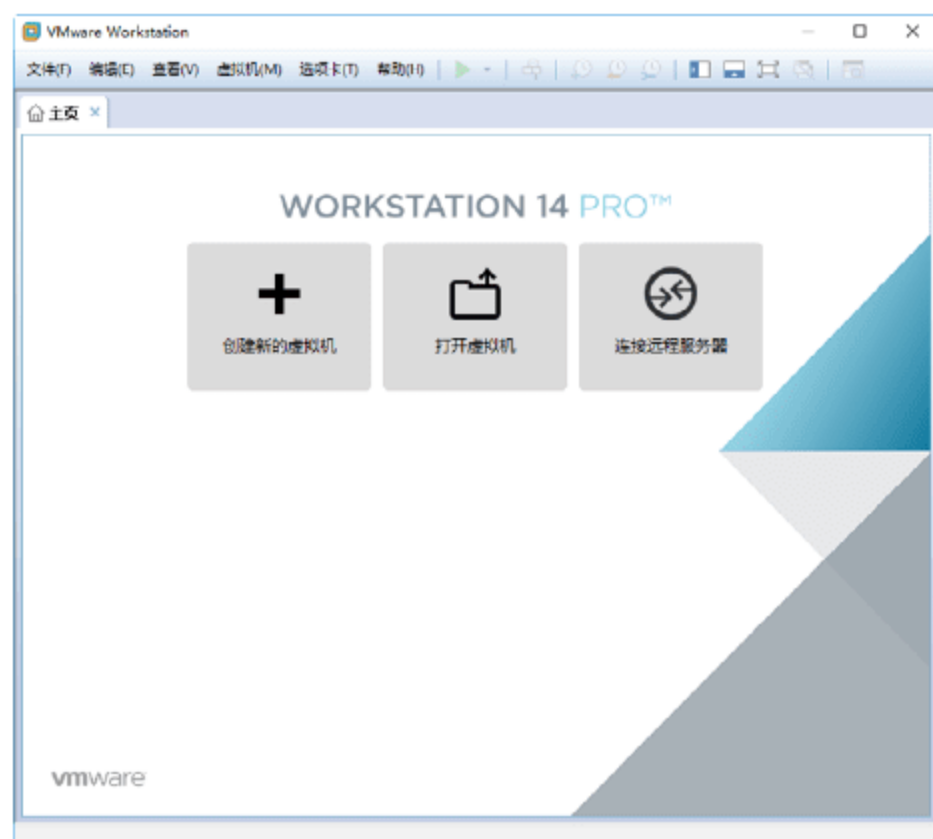 VMware Workstation
文件(F) 编辑(E) 查看(V) 虚拟机(M) 选项卡(T) 帮助(H)
主页
WORKSTATION 14 PRO™
创建新的虚拟机 打开虚拟机 连接远程服务器
vmware